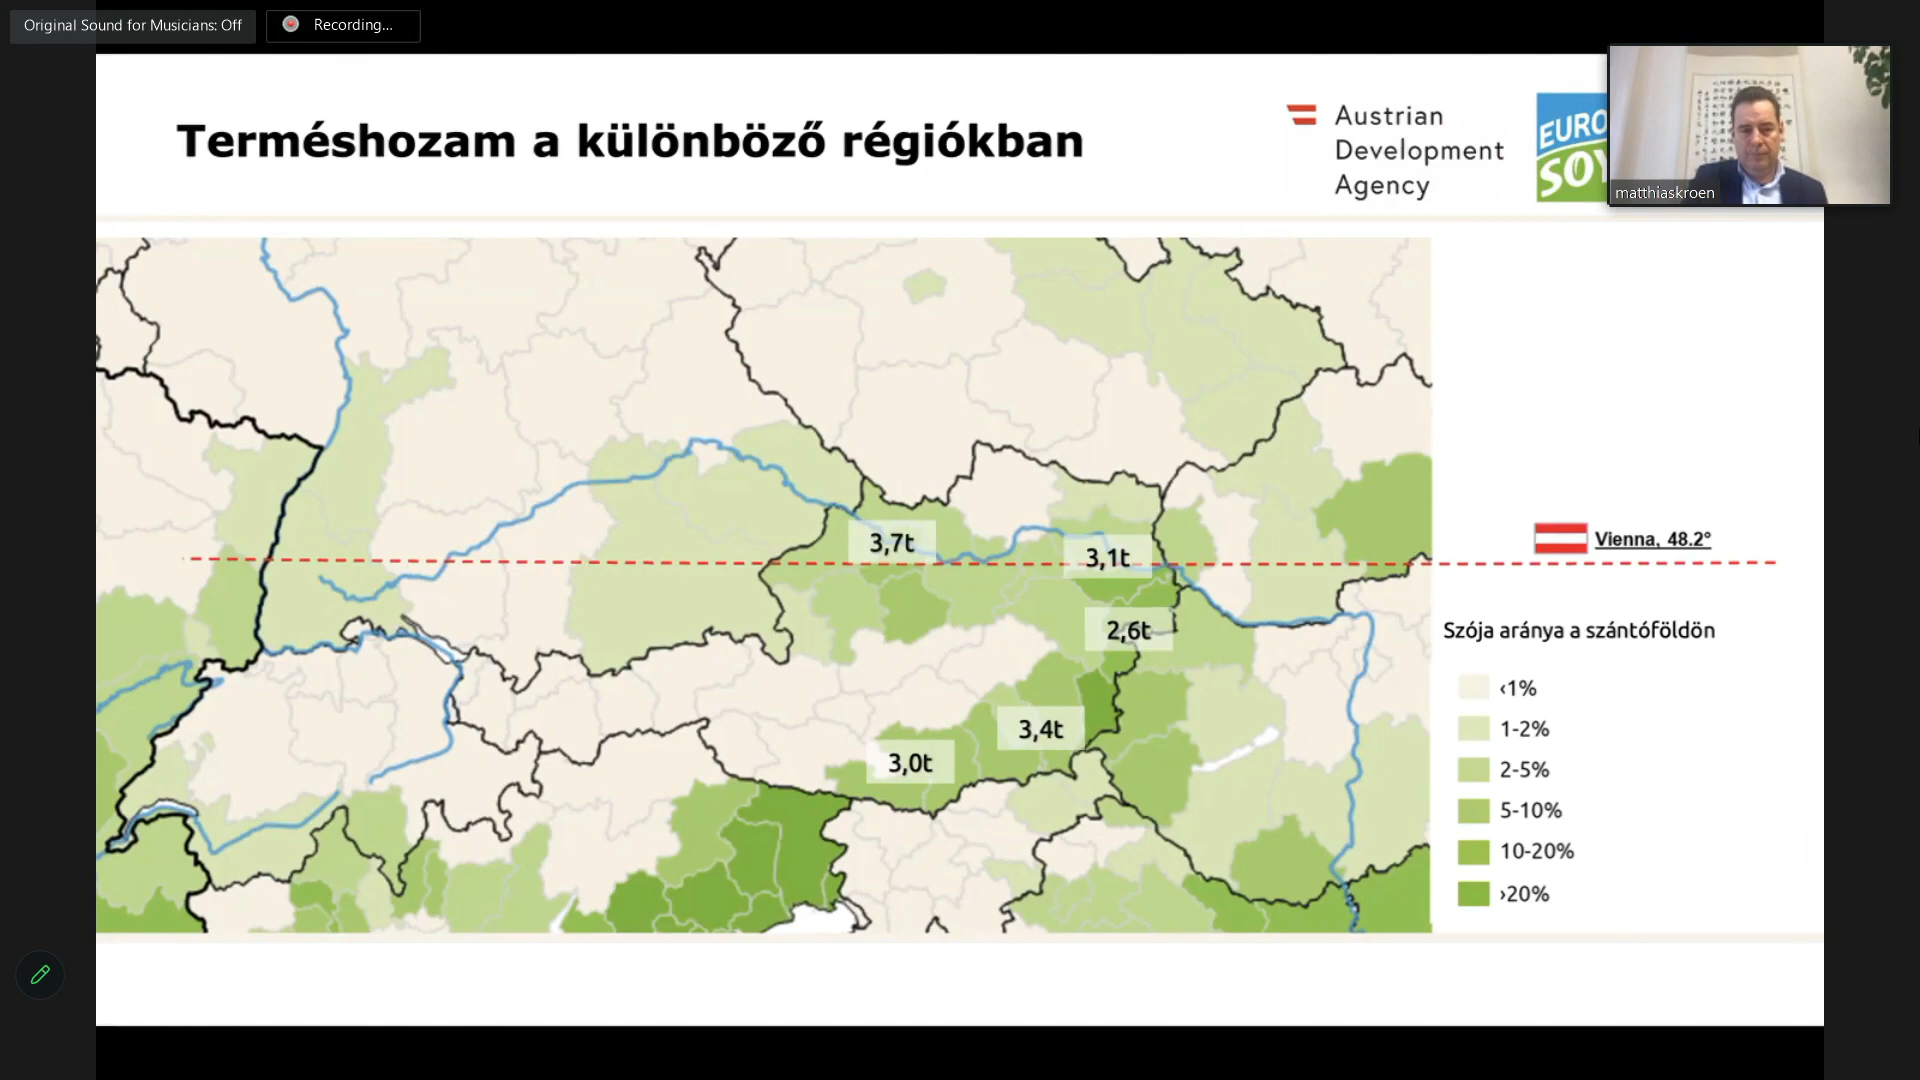 Original Sound for Musicians: Off
Recording...
Terméshozam a különböző régiókban
Austrian
Development
Agency
EURO
SOY
matthiaskroen
3,7t
3,1t
2,6t
3,4t
3,0t
Vienna, 48.2°
Szója aránya a szántóföldön
‹1%
1-2%
2-5%
5-10%
10-20%
›20%